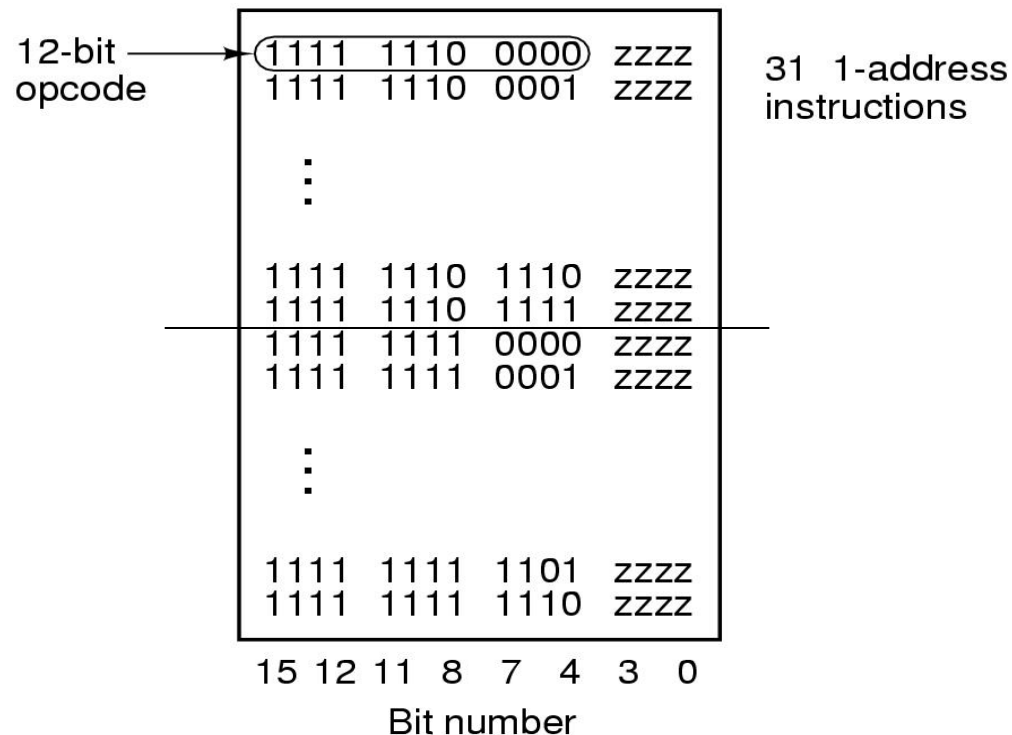 12-bit
opcode
1111 1110 0000 zzzz
1111 1110 0001 zzzz
31 1-address
instructions
⋮
1111 1110 1110 zzzz
1111 1110 1111 zzzz
1111 1111 0000 zzzz
1111 1111 0001 zzzz
⋮
1111 1111 1101 zzzz
1111 1111 1110 zzzz
15 12 11 8 7 4 3 0
Bit number